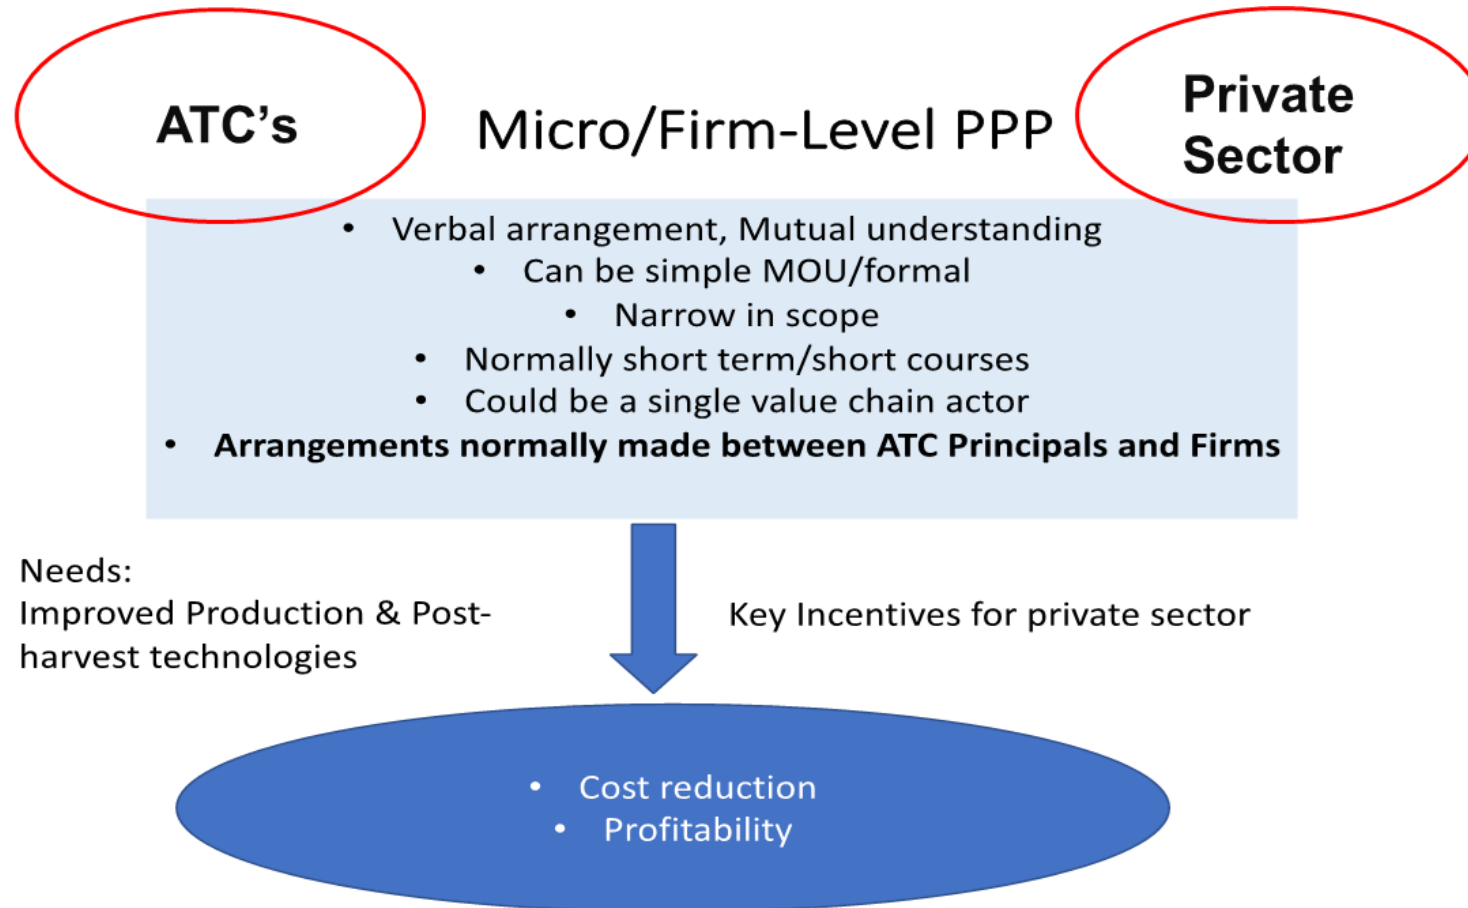 ATC’s
Micro/Firm-Level PPP
Private
Sector
• Verbal arrangement, Mutual understanding
• Can be simple MOU/formal
• Narrow in scope
• Normally short term/short courses
• Could be a single value chain actor
• Arrangements normally made between ATC Principals and Firms
Needs:
Improved Production & Post-
harvest technologies
Key Incentives for private sector
• Cost reduction
• Profitability